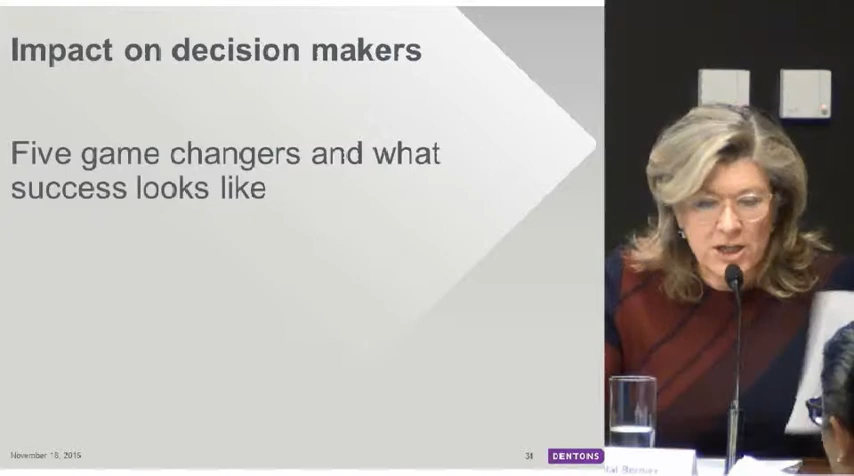 Impact on decision makers
Five game changers and what
success looks like
November 18, 2015
31
DENTONS